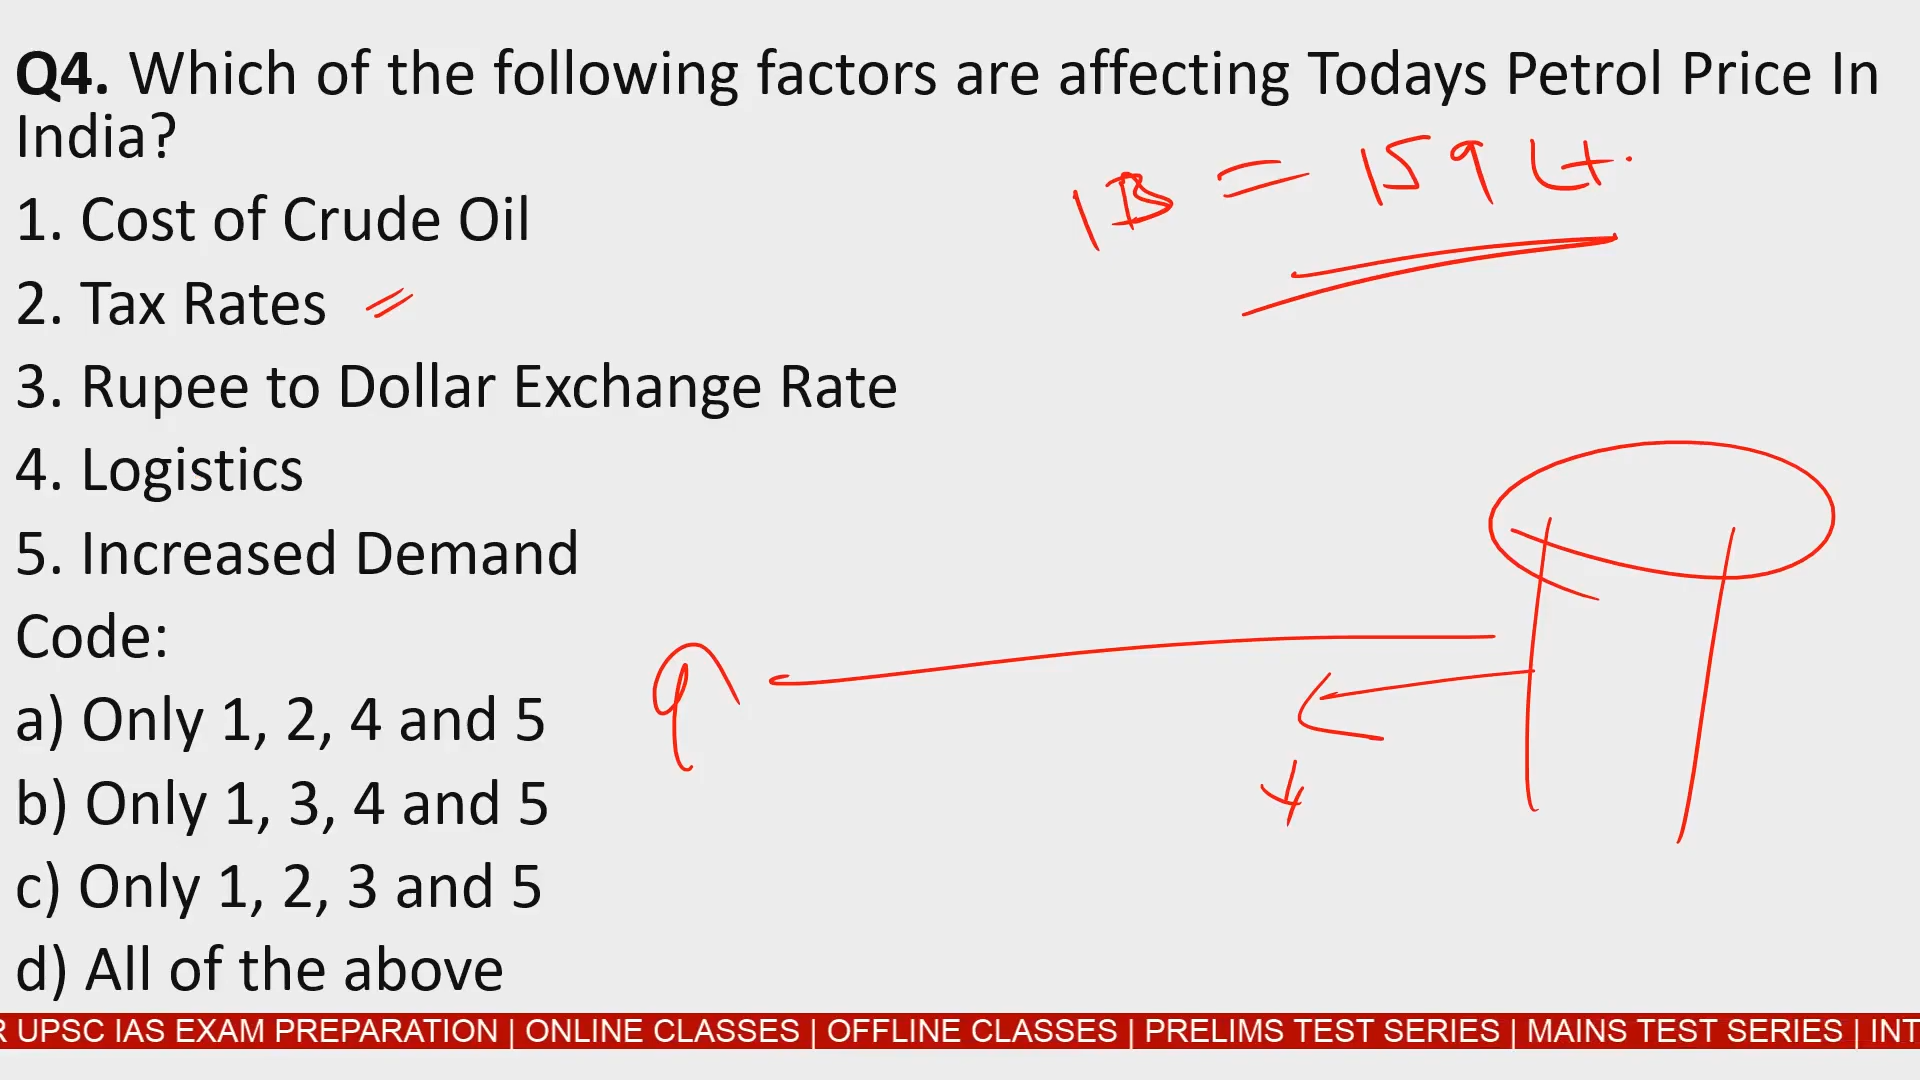 Q4. Which of the following factors are affecting Todays Petrol Price In
India?
1B = 159 Lt.
1. Cost of Crude Oil
2. Tax Rates
3. Rupee to Dollar Exchange Rate
4. Logistics
5. Increased Demand
Code:
a) Only 1, 2, 4 and 5
b) Only 1, 3, 4 and 5
c) Only 1, 2, 3 and 5
d) All of the above
R UPSC IAS EXAM PREPARATION | ONLINE CLASSES | OFFLINE CLASSES | PRELIMS TEST SERIES | MAINS TEST SERIES | INT